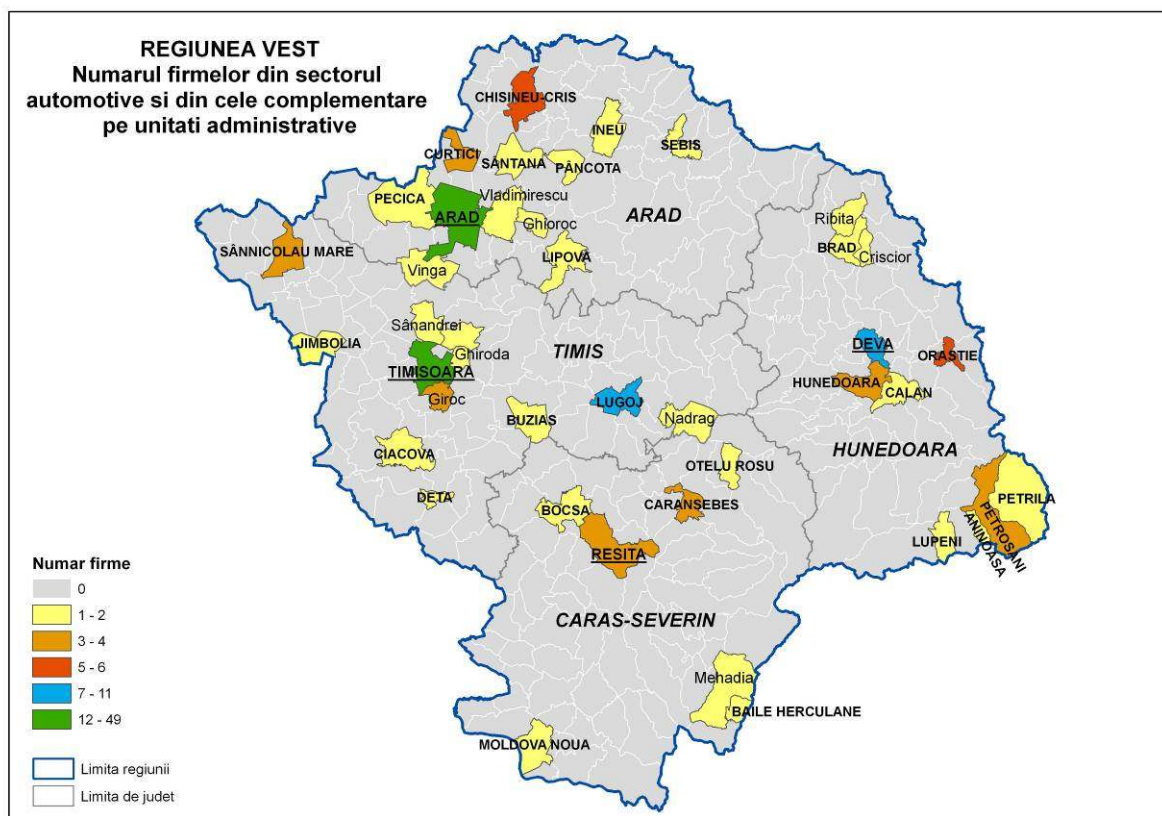 REGIUNEA VEST
Numarul firmelor din sectorul
automotive si din cele complementare
pe unitati administrative
CHISINEU-CRIS
INEU
SEBIS
CURTICI
SÂNTANA
PÂNCOTA
PECICA
Vladimirescu
ARAD
Ghioroc
ARAD
Ribita
BRAD
Criscior
SÂNNICOLAU MARE
Vinga
LIPOVA
Sânandrei
JIMBOLIA
Ghiroda
TIMIS
DEVA
ORASTIE
TIMISOARA
HUNEDOARA
CALAN
Giroc
LUGOJ
BUZIAS
Nadrag
CIACOVA
OTELU ROSU
HUNEDOARA
DETA
BOCSA
CARANSEBES
PETRILA
PETROSANI
ANINOASA
LUPENI
RESITA
CARAS-SEVERIN
Mehadia
BAILE HERCULANE
MOLDOVA NOUA
Numar firme
0
1 - 2
3 - 4
5 - 6
7 - 11
12 - 49
Limita regiunii
Limita de judet